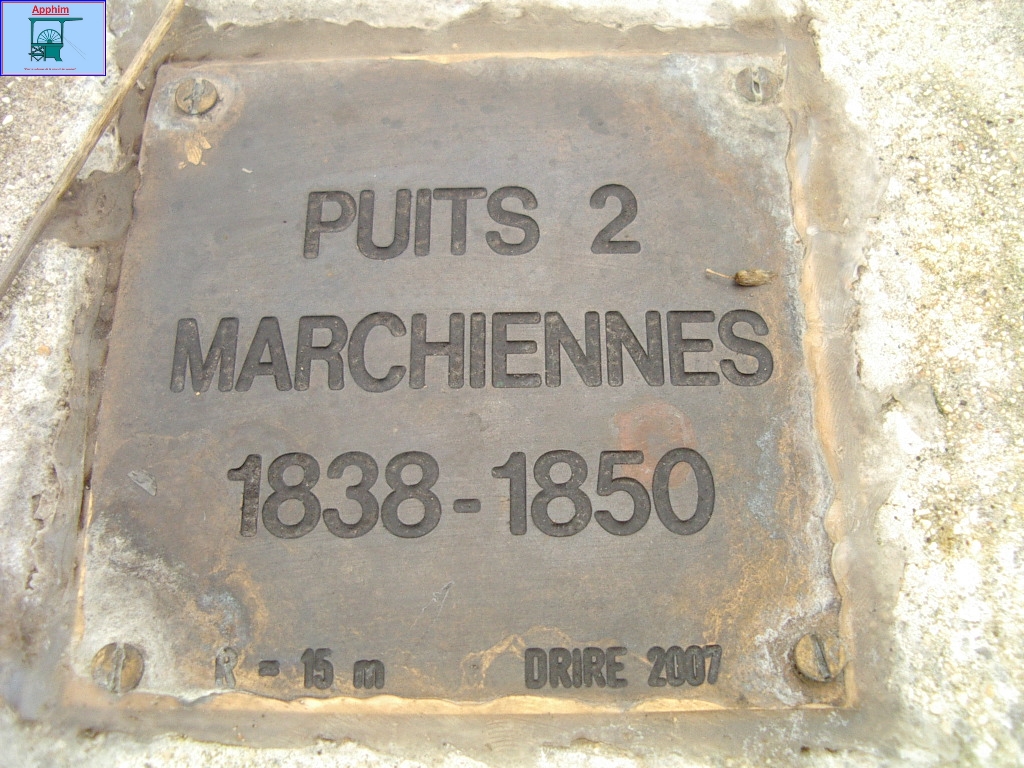 Apphim
PUITS 2
MARCHIENNES
1838-1850
R = 15 m
DRIRE 2007